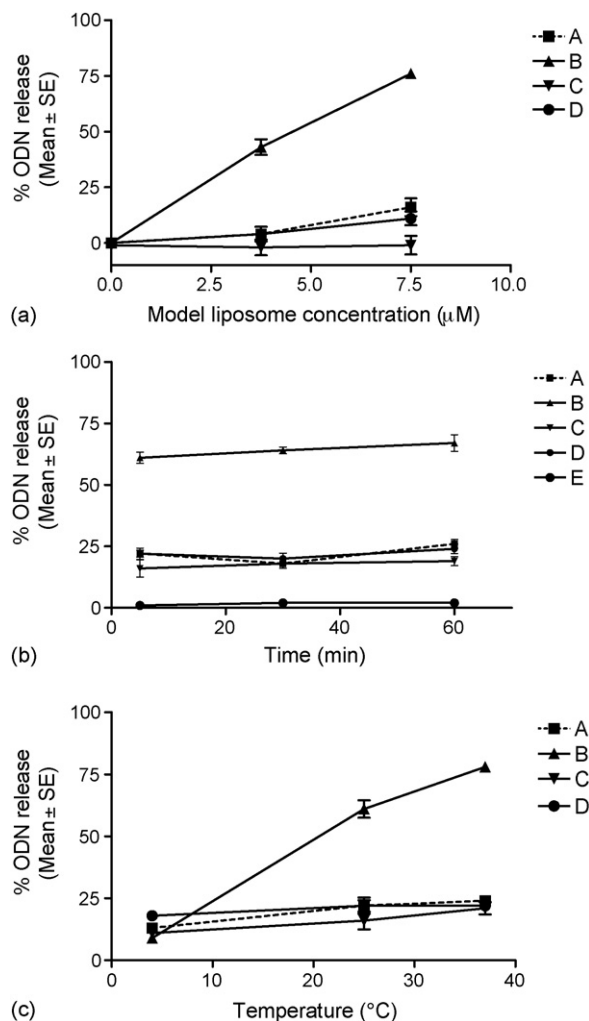 % ODN release
(Mean± SE)
100
75
50
25
0
0.0
2.5
5.0
7.5
10.0
Model liposome concentration (μM)
A
B
C
D
(a)
% ODN release
(Mean± SE)
100
75
50
25
0
20
40
60
Time (min)
A
B
C
D
E
(b)
% ODN release
(Mean± SE)
100
75
50
25
0
0
10
20
30
40
Temperature (°C)
A
B
C
D
(c)